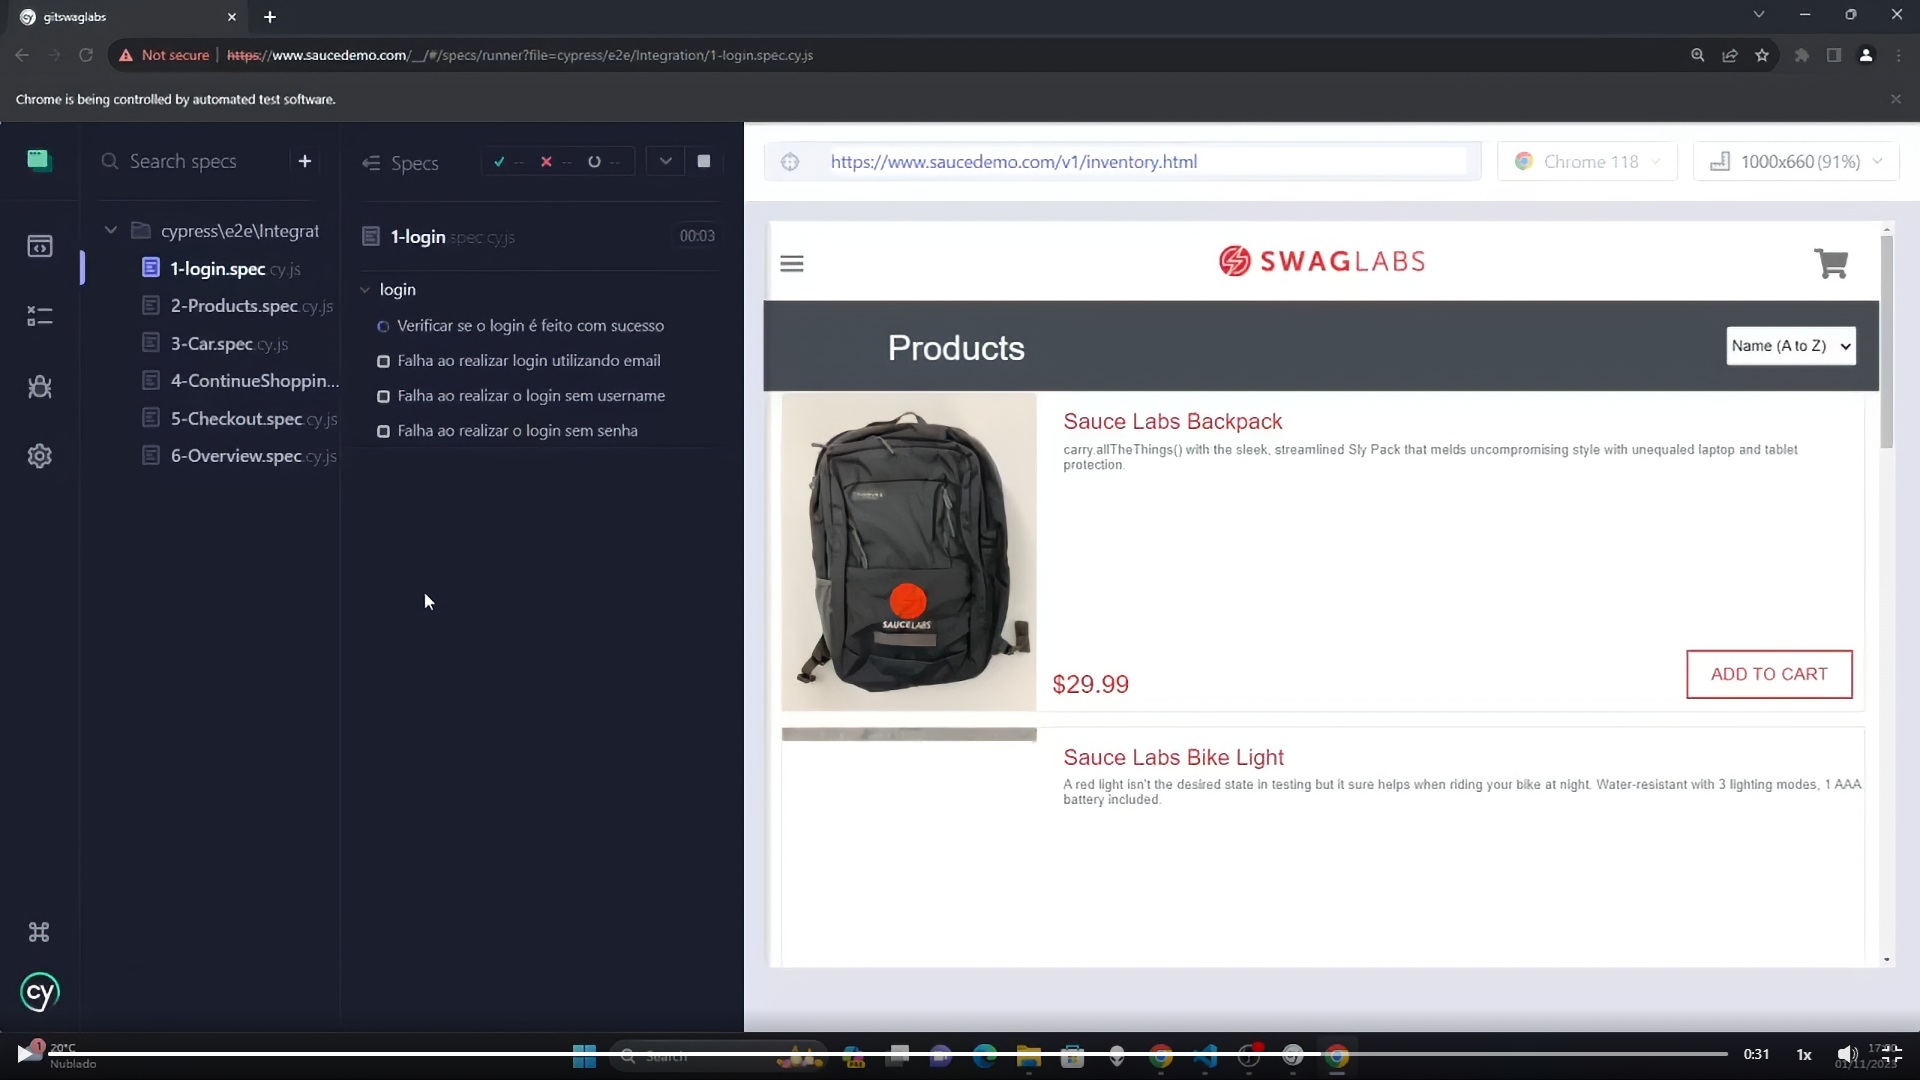 gitswaglabs
Not secure
https://www.saucedemo.com/__/#/specs/runner?file=cypress/e2e/Integration/1-login.spec.cy.js
Chrome is being controlled by automated test software.
Search specs
cypress\e2e\Integrat
1-login.spec.cy.js
2-Products.spec.cy.js
3-Car.spec.cy.js
4-ContinueShoppin...
5-Checkout.spec.cy.js
6-Overview.spec.cy.js
cy
Specs
-- -- --
1-login.spec.cy.js
00:03
login
Verificar se o login é feito com sucesso
Falha ao realizar login utilizando email
Falha ao realizar o login sem username
Falha ao realizar o login sem senha
https://www.saucedemo.com/v1/inventory.html
Chrome 118
1000x660 (91%)
SWAGLABS
Products
Name (A to Z)
Sauce Labs Backpack
carry.allTheThings() with the sleek, streamlined Sly Pack that melds uncompromising style with unequaled laptop and tablet
protection.
SAUCELABS
$29.99
ADD TO CART
Sauce Labs Bike Light
A red light isn't the desired state in testing but it sure helps when riding your bike at night. Water-resistant with 3 lighting modes, 1 AAA
battery included.
1
20°C
Nublado
Search
0:31
1x